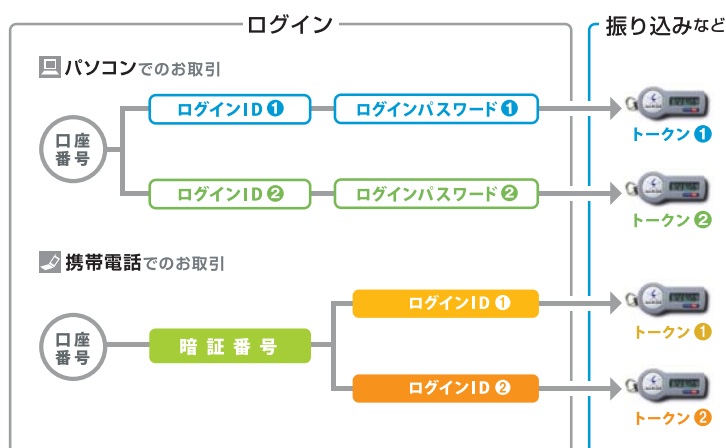 ログイン
振り込みなど
パソコンでのお取引
口座
番号
ログインID ❶
ログインパスワード ❶
トークン ❶
ログインID ❷
ログインパスワード ❷
トークン ❷
携帯電話でのお取引
口座
番号
暗証番号
ログインID ❶
トークン ❶
ログインID ❷
トークン ❷